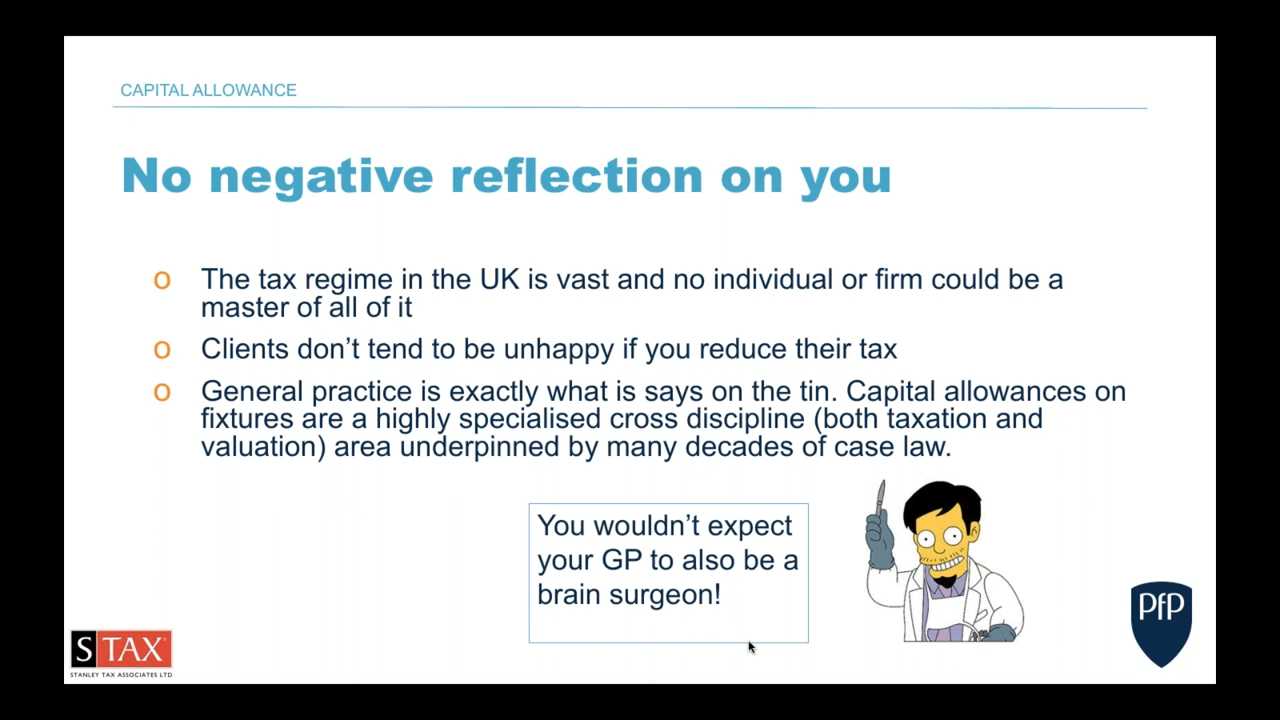 CAPITAL ALLOWANCE
No negative reflection on you
o The tax regime in the UK is vast and no individual or firm could be a
master of all of it
o Clients don’t tend to be unhappy if you reduce their tax
o General practice is exactly what is says on the tin. Capital allowances on
fixtures are a highly specialised cross discipline (both taxation and
valuation) area underpinned by many decades of case law.
You wouldn’t expect
your GP to also be a
brain surgeon!
STAX
STANLEY TAX ASSOCIATES LTD
PfP